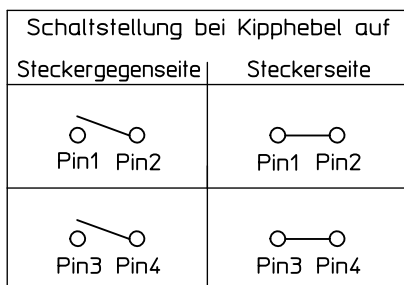 Schaltstellung bei Kipphebel auf
Steckergegenseite Steckerseite
Pin1 Pin2 Pin1 Pin2
Pin3 Pin4 Pin3 Pin4